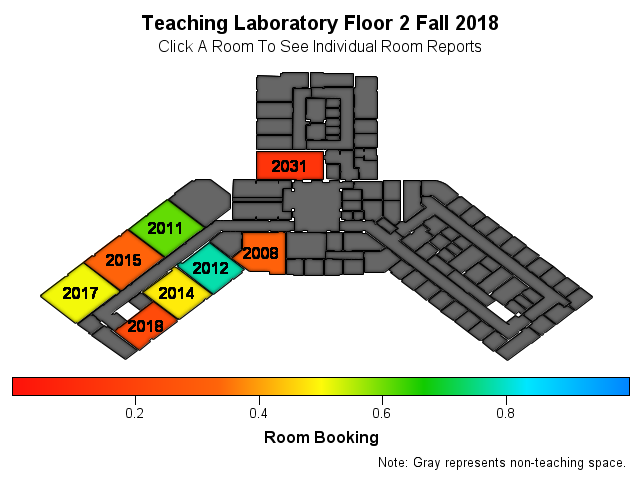 Teaching Laboratory Floor 2 Fall 2018
Click A Room To See Individual Room Reports
2031
2011
2015
2008
2012
2017
2014
2018
0.2 0.4 0.6 0.8
Room Booking
Note: Gray represents non-teaching space.